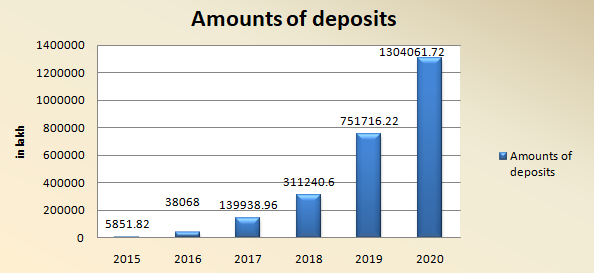 Amounts of deposits
in lakh
1400000
1200000
1000000
800000
600000
400000
200000
0
5851.82
38068
139938.96
311240.6
751716.22
1304061.72
2015 2016 2017 2018 2019 2020
Amounts of
deposits